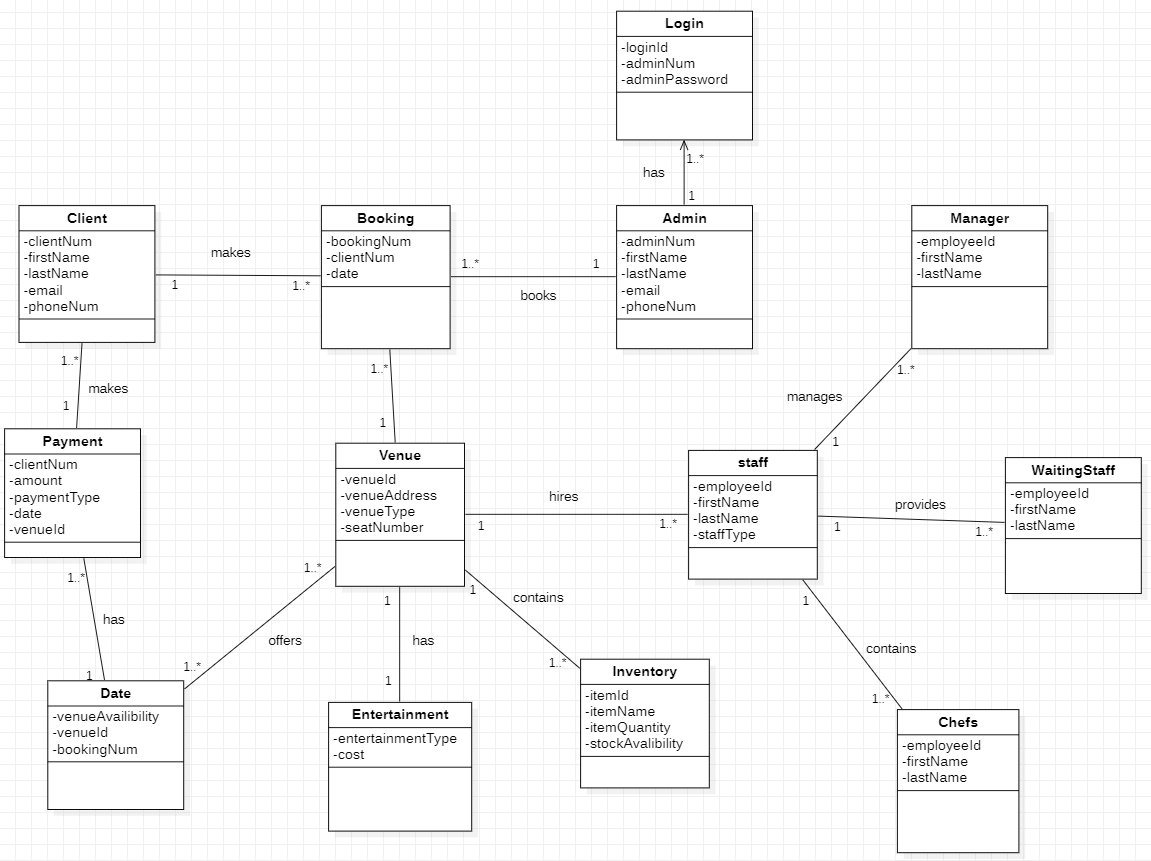 Login
-loginId
-adminNum
-adminPassword
1..*
has
1
Client
-clientNum
-firstName
-lastName
-email
-phoneNum
makes
1
1..*
Booking
-bookingNum
-clientNum
-date
1..*
1
books
Admin
-adminNum
-firstName
-lastName
-email
-phoneNum
Manager
-employeeId
-firstName
-lastName
1..*
makes
1
1..*
1
1..*
manages
1
Payment
-clientNum
-amount
-paymentType
-date
-venueId
Venue
-venueId
-venueAddress
-venueType
-seatNumber
hires
1
1..*
staff
-employeeId
-firstName
-lastName
-staffType
provides
1
1..*
WaitingStaff
-employeeId
-firstName
-lastName
1..*
has
1
1..*
offers
1..*
1
has
1
1
contains
1..*
1
contains
1..*
Date
-venueAvailibility
-venueId
-bookingNum
Entertainment
-entertainmentType
-cost
Inventory
-itemId
-itemName
-itemQuantity
-stockAvalibility
Chefs
-employeeId
-firstName
-lastName